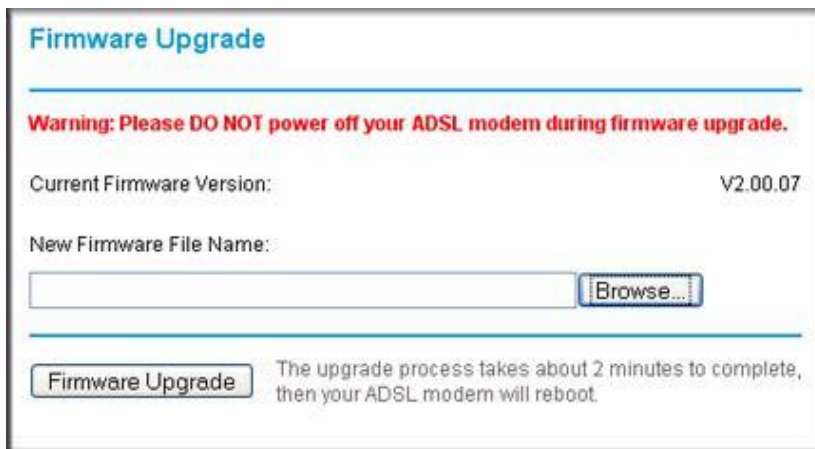 Firmware Upgrade
Warning: Please DO NOT power off your ADSL modem during firmware upgrade.
Current Firmware Version: V2.00.07
New Firmware File Name:
Browse...
Firmware Upgrade
The upgrade process takes about 2 minutes to complete,
then your ADSL modem will reboot.